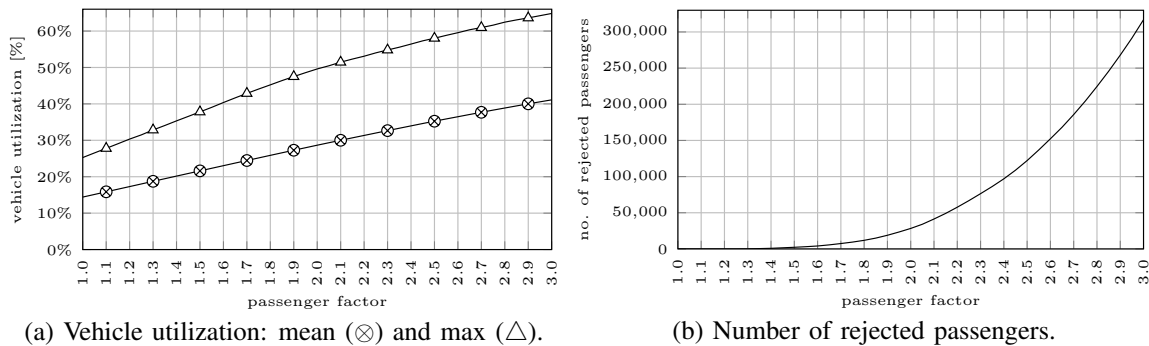 vehicle utilization [%]
60%
50%
40%
30%
20%
10%
0%
1.0 1.1 1.2 1.3 1.4 1.5 1.6 1.7 1.8 1.9 2.0 2.1 2.2 2.3 2.4 2.5 2.6 2.7 2.8 2.9 3.0
passenger factor
(a) Vehicle utilization: mean (⊗) and max (△).
no. of rejected passengers
300,000
250,000
200,000
150,000
100,000
50,000
0
1.0 1.1 1.2 1.3 1.4 1.5 1.6 1.7 1.8 1.9 2.0 2.1 2.2 2.3 2.4 2.5 2.6 2.7 2.8 2.9 3.0
passenger factor
(b) Number of rejected passengers.